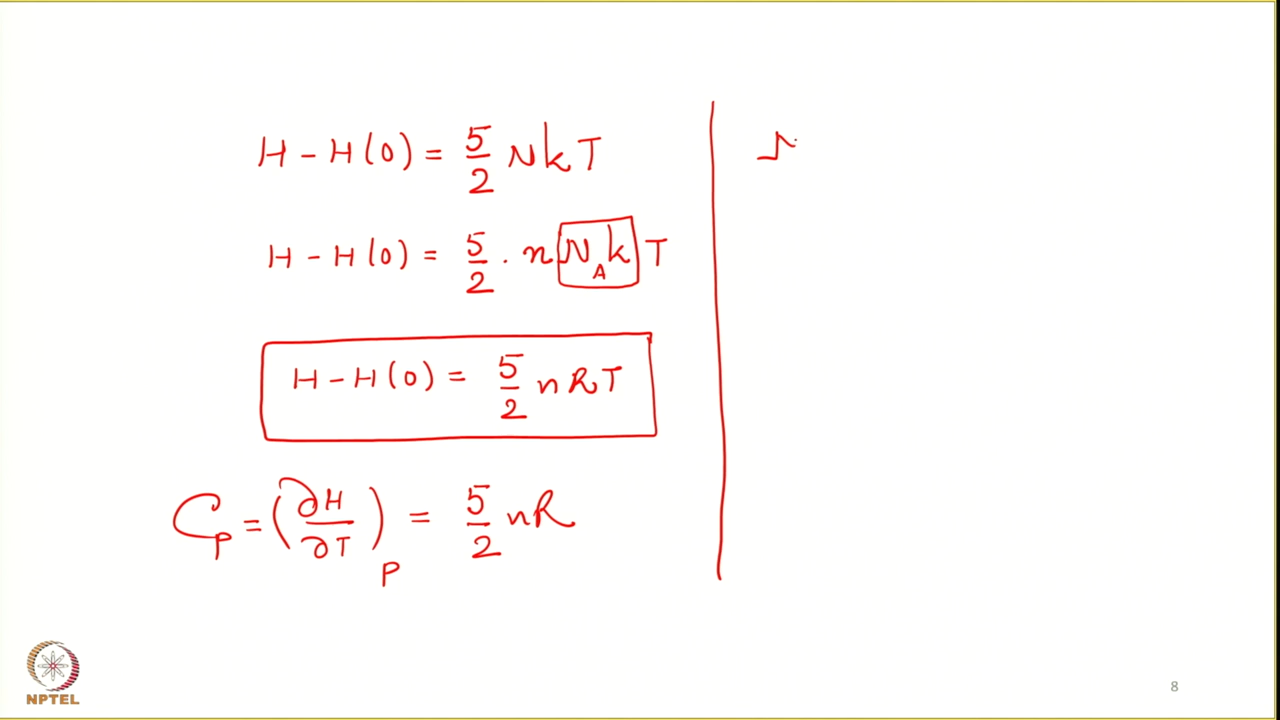 H - H(0) = 5/2 NkT
H - H(0) = 5/2 . n N_A k T
H - H(0) = 5/2 nRT
C_P = (∂H/∂T)_P = 5/2 nR
NPTEL
8